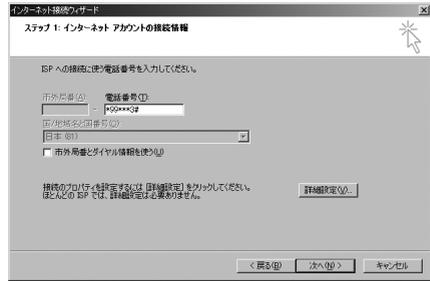 インターネット接続ウィザード
ステップ 1: インターネット アカウントの接続情報
ISP への接続に使う電話番号を入力してください。
市外局番(A): 電話番号(T):
- *99***3#
国/地域名と国番号(O)
日本 (81)
市外局番とダイヤル情報を使う(U)
接続のプロパティを設定するには [詳細設定] をクリックしてください。
ほとんどの ISP では、詳細設定は必要ありません。
詳細設定(V)...
< 戻る(B) 次へ(N) > キャンセル